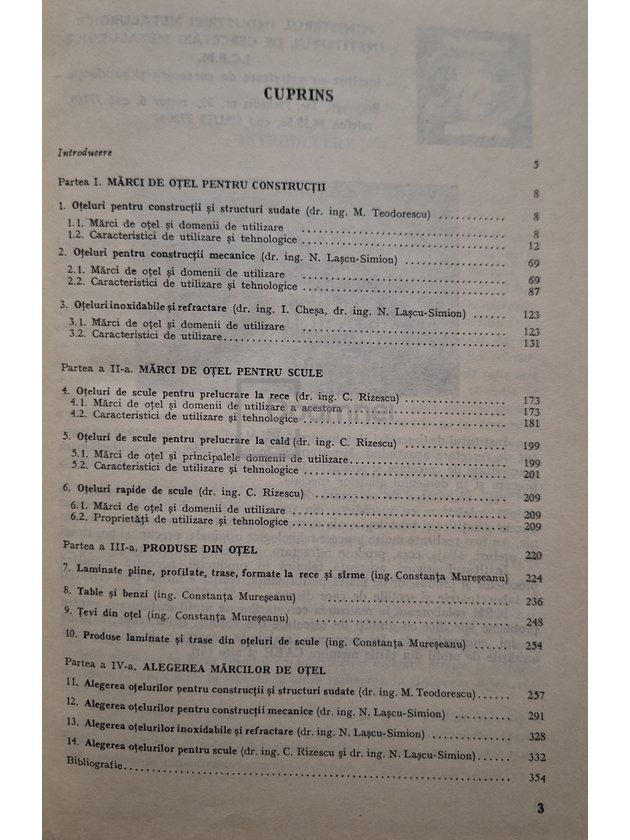 CUPRINS
Introducere 5
Partea I. MĂRCI DE OȚEL PENTRU CONSTRUCȚII 8
1. Oțeluri pentru construcții și structuri sudate (dr. ing. M. Teodorescu) ............ 8
1.1. Mărci de oțel și domenii de utilizare 8
1.2. Caracteristici de utilizare și tehnologice ............ 12
2. Oțeluri pentru construcții mecanice (dr. ing. N. Lașcu-Simion) ............ 69
2.1. Mărci de oțel și domenii de utilizare 69
2.2. Caracteristici de utilizare și tehnologice ............ 87
3. Oțeluri inoxidabile și refractare (dr. ing. I. Cheșa, dr. ing. N. Lașcu-Simion) ............ 123
3.1. Mărci de oțel și domenii de utilizare 123
3.2. Caracteristici de utilizare ............ 131
Partea a II-a. MĂRCI DE OȚEL PENTRU SCULE
4. Oțeluri de scule pentru prelucrare la rece (dr. ing. C. Rizescu) ............ 173
4.1. Mărci de oțel și domenii de utilizare a acestora ............ 173
4.2. Caracteristici de utilizare și tehnologice ............ 181
5. Oțeluri de scule pentru prelucrare la cald (dr. ing. C. Rizescu) ............ 199
5.1. Mărci de oțel și principalele domenii de utilizare ............ 199
5.2. Caracteristici de utilizare și tehnologice ............ 201
6. Oțeluri rapide de scule (dr. ing. C. Rizescu) ............ 209
6.1. Mărci de oțel și domenii de utilizare ............ 209
6.2. Proprietăți de utilizare și tehnologice ............ 209
Partea a III-a. PRODUSE DIN OȚEL ............ 220
7. Laminate pline, profilate, trase, formate la rece și sîrme (ing. Constanța Mureșeanu) 224
8. Table și benzi (ing. Constanța Mureșeanu) ............ 236
9. Țevi din oțel (ing. Constanța Mureșeanu) ............ 248
10. Produse laminate și trase din oțeluri de scule (ing. Constanța Mureșeanu) ............ 254
Partea a IV-a. ALEGEREA MĂRCILOR DE OȚEL
11. Alegerea oțelurilor pentru construcții și structuri sudate (dr. ing. M. Teodorescu) ...... 257
12. Alegerea oțelurilor pentru construcții mecanice (dr. ing. N. Lașcu-Simion) ............ 291
13. Alegerea oțelurilor inoxidabile și refractare (dr. ing. N. Lașcu-Simion) ............ 328
14. Alegerea oțelurilor pentru scule (dr. ing. C. Rizescu și dr. ing. N. Lașcu-Simion) ...... 332
Bibliografie ............ 354
3